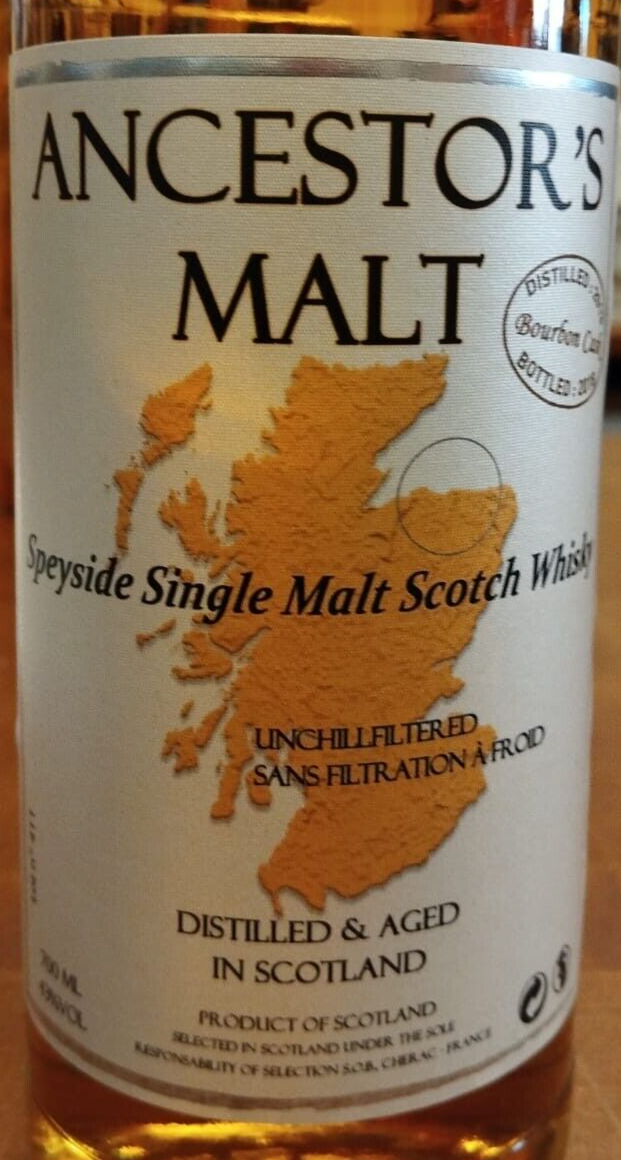 ANCESTOR'S
MALT
DISTILLED :
Bourbon Cask
BOTTLED :
Speyside Single Malt Scotch Whisky
UNCHILLFILTERED
SANS FILTRATION À FROID
DISTILLED & AGED
IN SCOTLAND
700 ML
PRODUCT OF SCOTLAND
SELECTED IN SCOTLAND UNDER THE SOLE
RESPONSABILITY OF SELECTION S.O.B., CHERAC - FRANCE